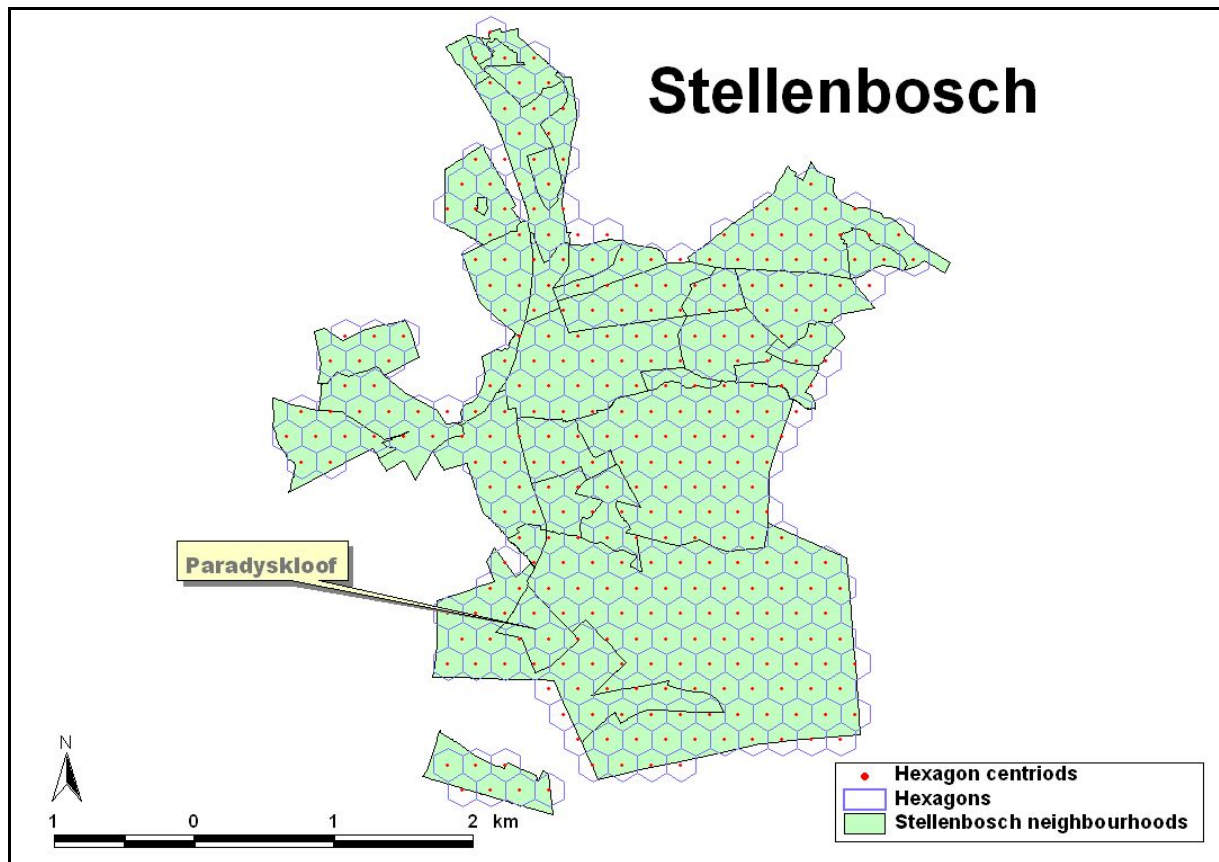 Stellenbosch
Paradyskloof
N
1 0 1 2 km
Hexagon centriods
Hexagons
Stellenbosch neighbourhoods